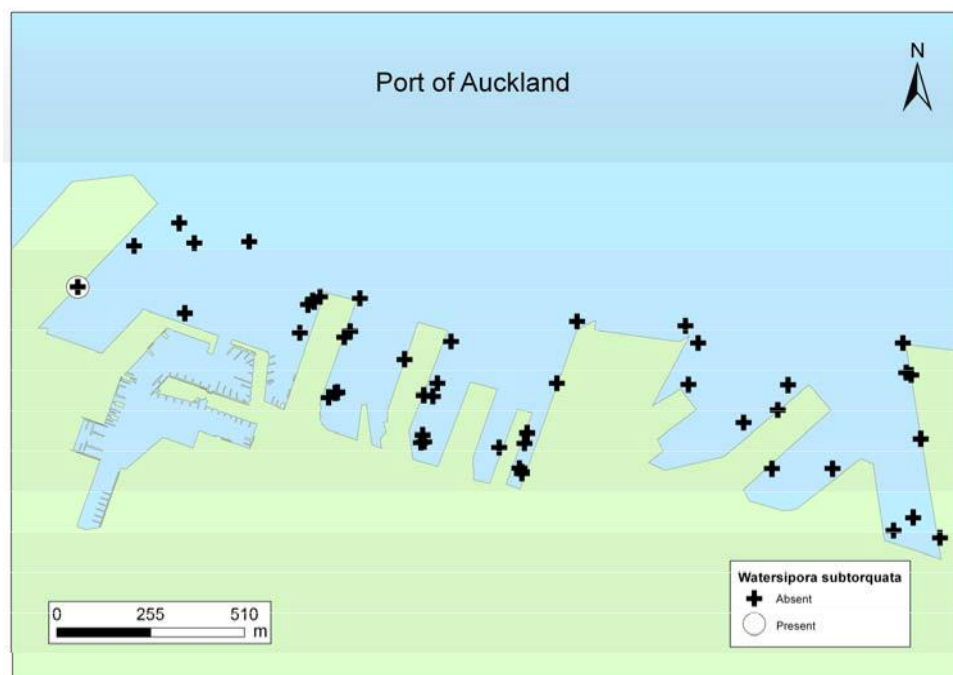 Port of Auckland
N
Watersipora subtorquata
Absent
Present
0 255 510
m